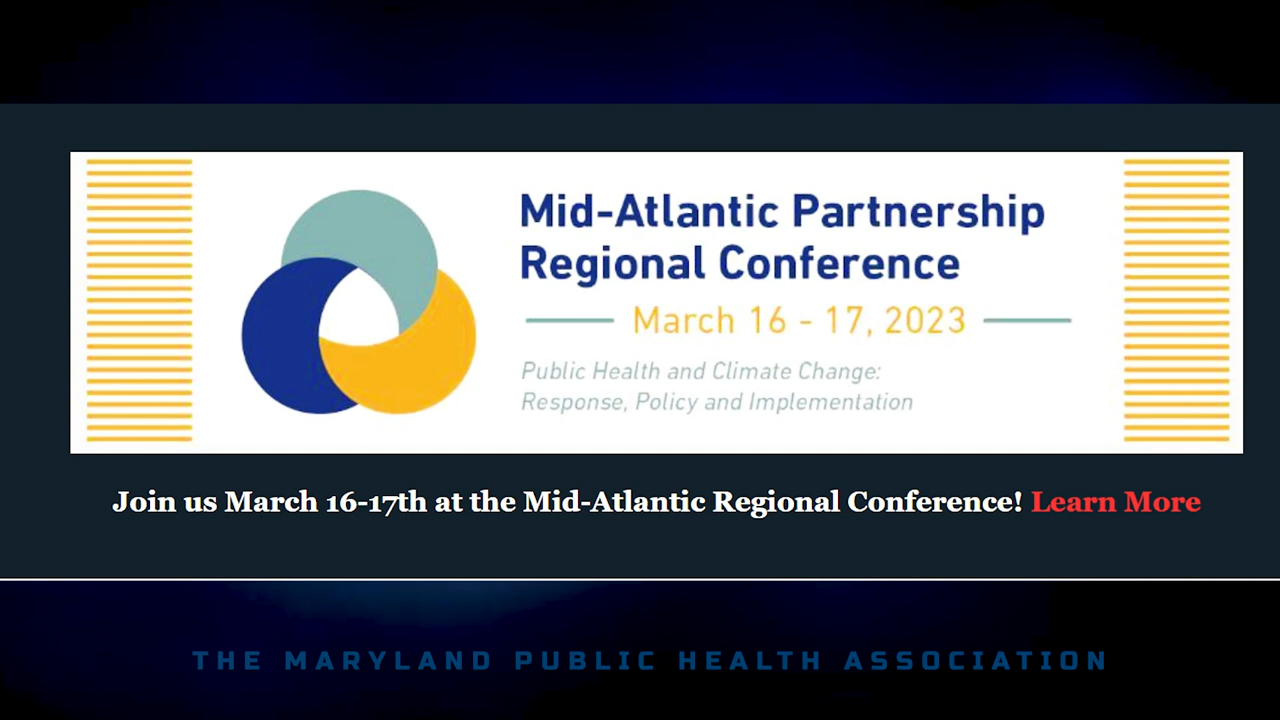 Mid-Atlantic Partnership
Regional Conference
March 16 - 17, 2023
Public Health and Climate Change:
Response, Policy and Implementation
Join us March 16-17th at the Mid-Atlantic Regional Conference! Learn More
THE MARYLAND PUBLIC HEALTH ASSOCIATION